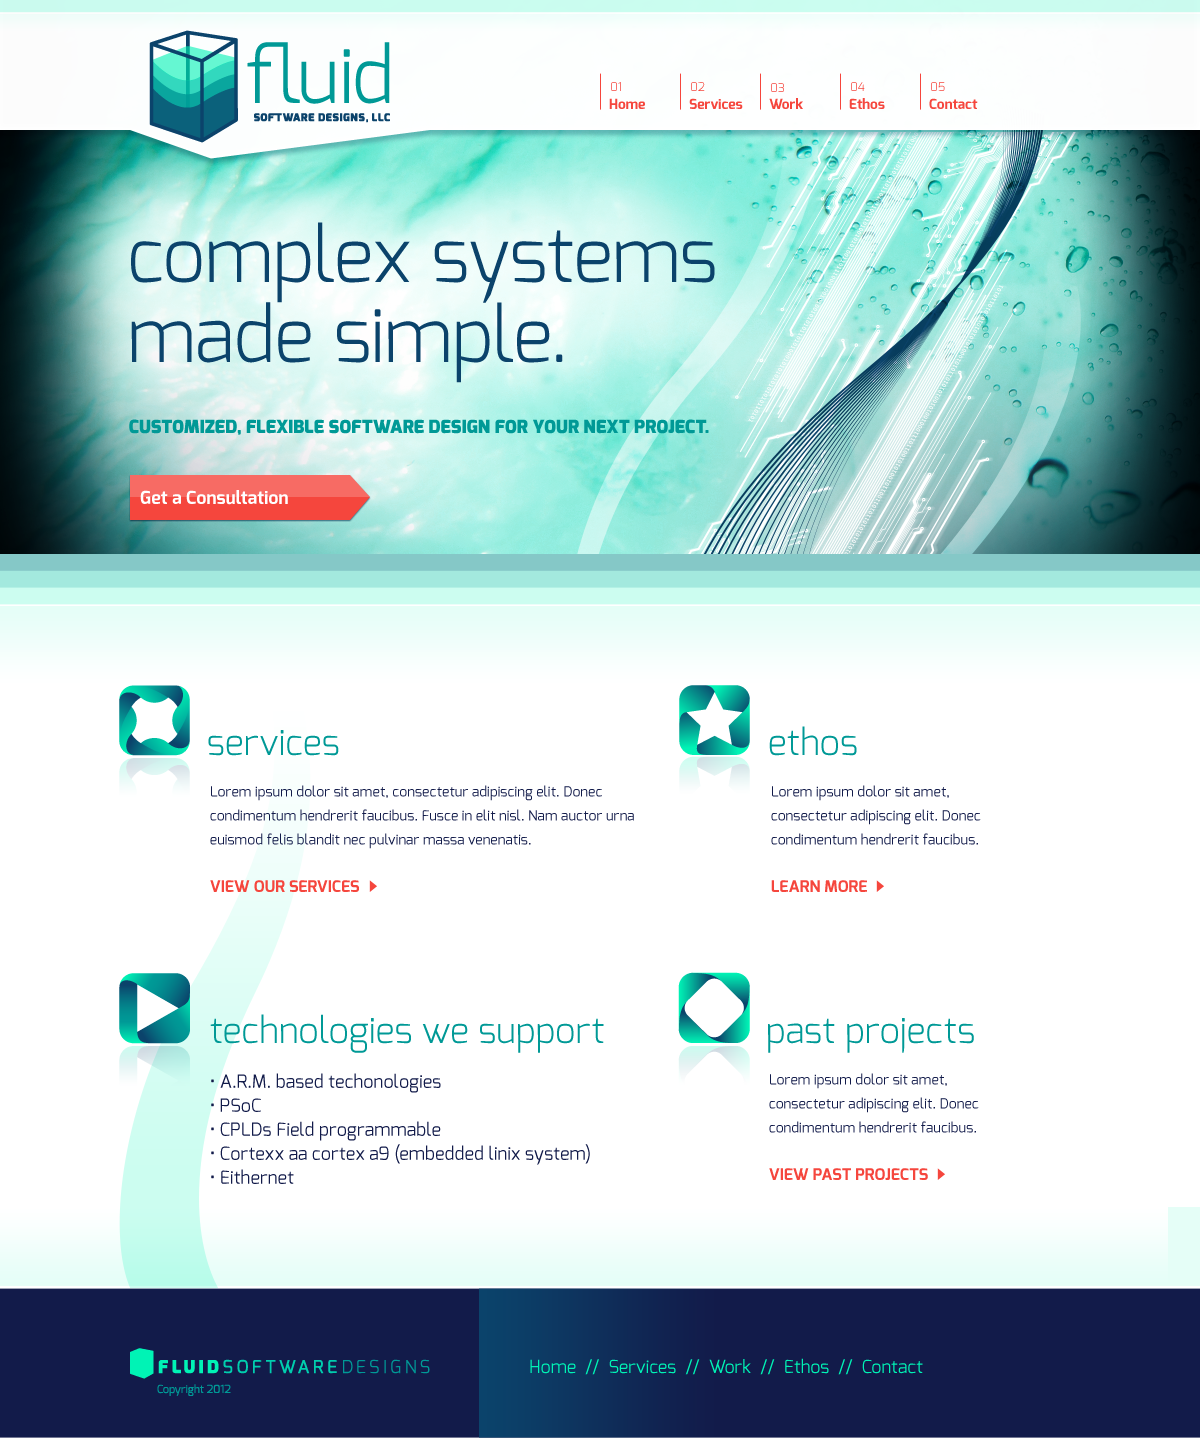 fluid
SOFTWARE DESIGNS, LLC
01
Home
02
Services
03
Work
04
Ethos
05
Contact
complex systems
made simple.
CUSTOMIZED, FLEXIBLE SOFTWARE DESIGN FOR YOUR NEXT PROJECT.
Get a Consultation
services
Lorem ipsum dolor sit amet, consectetur adipiscing elit. Donec
condimentum hendrerit faucibus. Fusce in elit nisl. Nam auctor urna
euismod felis blandit nec pulvinar massa venenatis.
VIEW OUR SERVICES
ethos
Lorem ipsum dolor sit amet,
consectetur adipiscing elit. Donec
condimentum hendrerit faucibus.
LEARN MORE
technologies we support
• A.R.M. based techonologies
• PSoC
• CPLDs Field programmable
• Cortexx aa cortex a9 (embedded linix system)
• Eithernet
past projects
Lorem ipsum dolor sit amet,
consectetur adipiscing elit. Donec
condimentum hendrerit faucibus.
VIEW PAST PROJECTS
FLUIDSOFTWAREDESIGNS
Copyright 2012
Home // Services // Work // Ethos // Contact